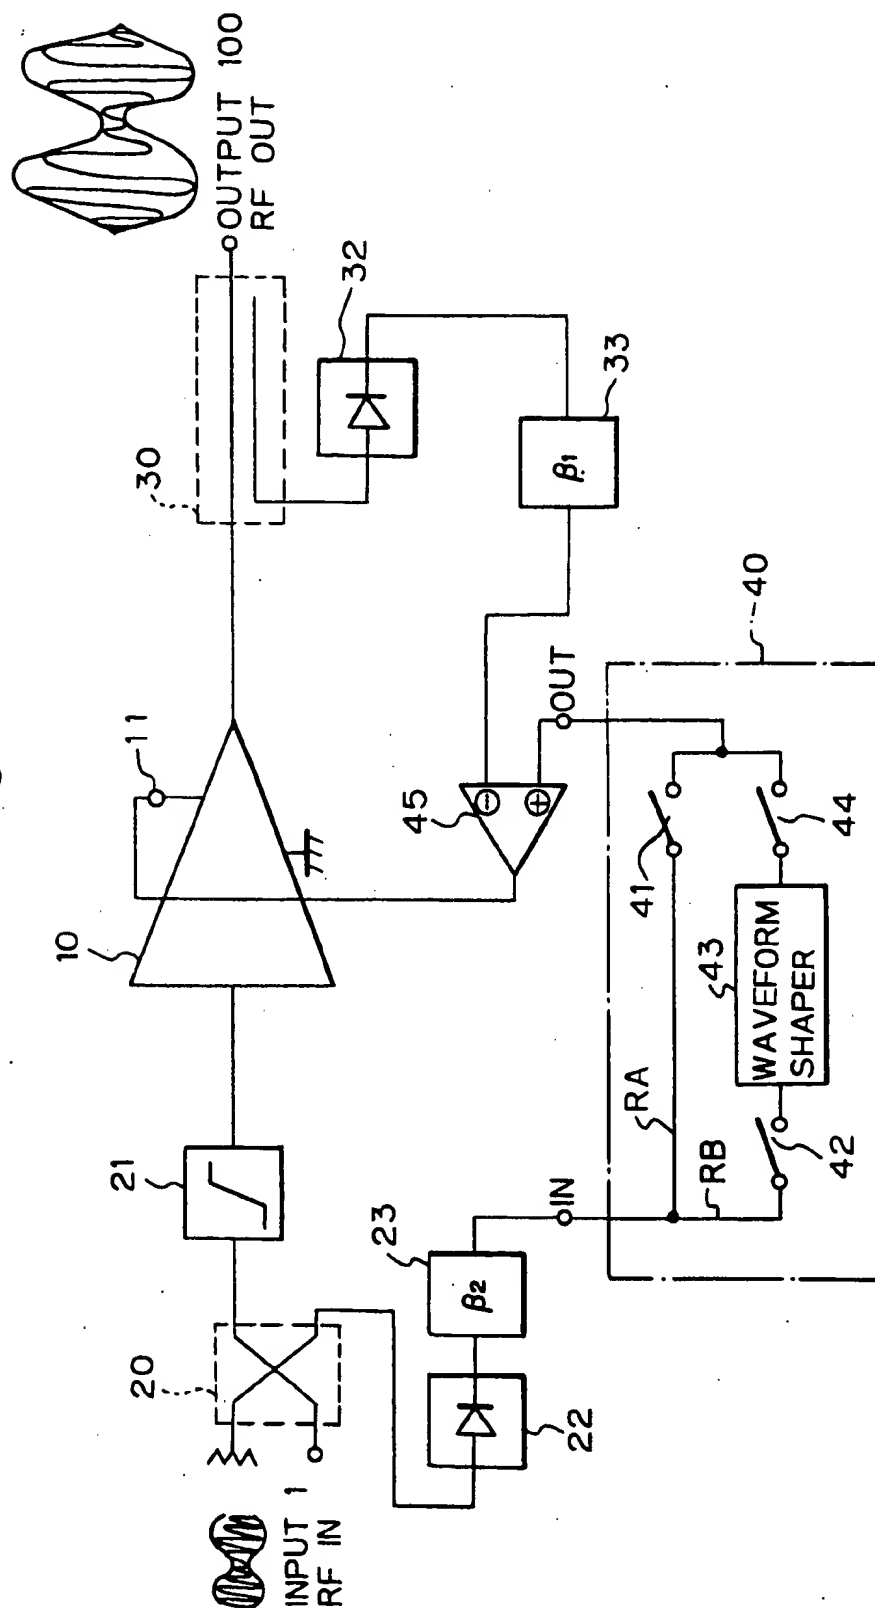 INPUT 1
RF IN
20
21
10
11
30
OUTPUT 100
RF OUT
32
22
β2
23
IN
45
⊖
⊕
OUT
β1
33
40
RA
RB
41
42
WAVEFORM
SHAPER
43
44